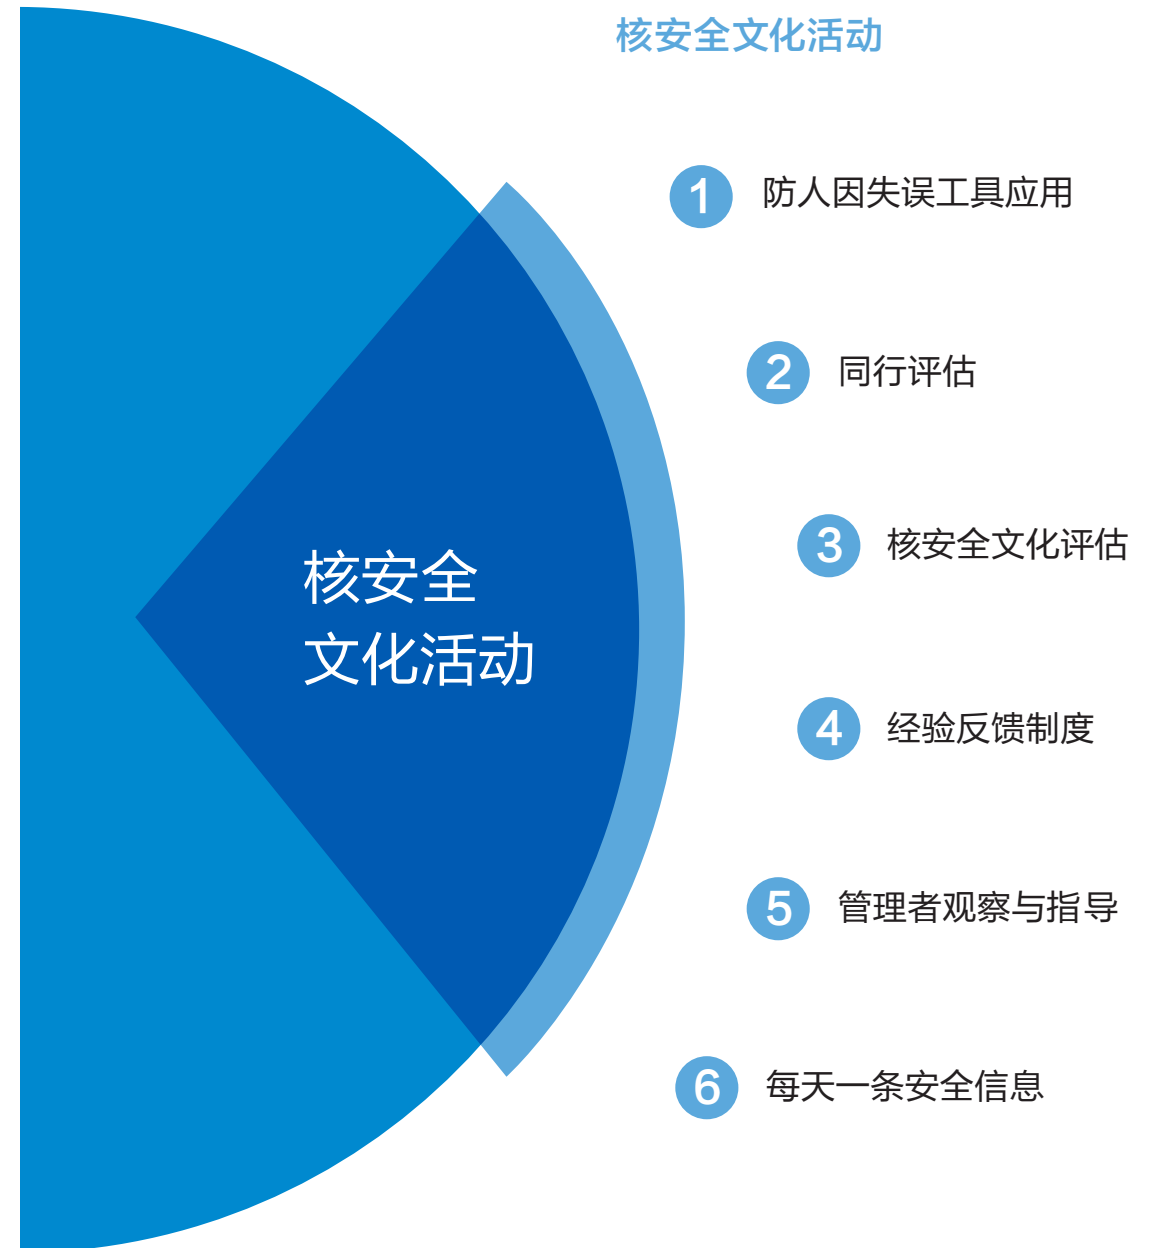 核安全文化活动
1 防人因失误工具应用
2 同行评估
3 核安全文化评估
核安全
文化活动
4 经验反馈制度
5 管理者观察与指导
6 每天一条安全信息